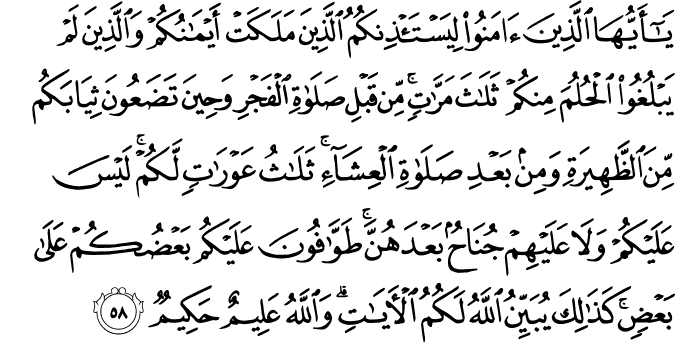 يَـٰٓأَيُّهَا ٱلَّذِينَ ءَامَنُوا۟ لِيَسْتَـْٔذِنكُمُ ٱلَّذِينَ مَلَكَتْ أَيْمَـٰنُكُمْ وَٱلَّذِينَ لَمْ
يَبْلُغُوا۟ ٱلْحُلُمَ مِنكُمْ ثَلَـٰثَ مَرَّٰتٍۢ ۚ مِّن قَبْلِ صَلَوٰةِ ٱلْفَجْرِ وَحِينَ تَضَعُونَ ثِيَابَكُم
مِّنَ ٱلظَّهِيرَةِ وَمِنۢ بَعْدِ صَلَوٰةِ ٱلْعِشَآءِ ۚ ثَلَـٰثُ عَوْرَٰتٍۢ لَّكُمْ ۚ لَيْسَ
عَلَيْكُمْ وَلَا عَلَيْهِمْ جُنَاحٌۢ بَعْدَهُنَّ ۚ طَوَّٰفُونَ عَلَيْكُم بَعْضُكُمْ عَلَىٰ
بَعْضٍۢ ۚ كَذَٰلِكَ يُبَيِّنُ ٱللَّهُ لَكُمُ ٱلْـَٔايَـٰتِ ۗ وَٱللَّهُ عَلِيمٌ حَكِيمٌۭ ٥٨